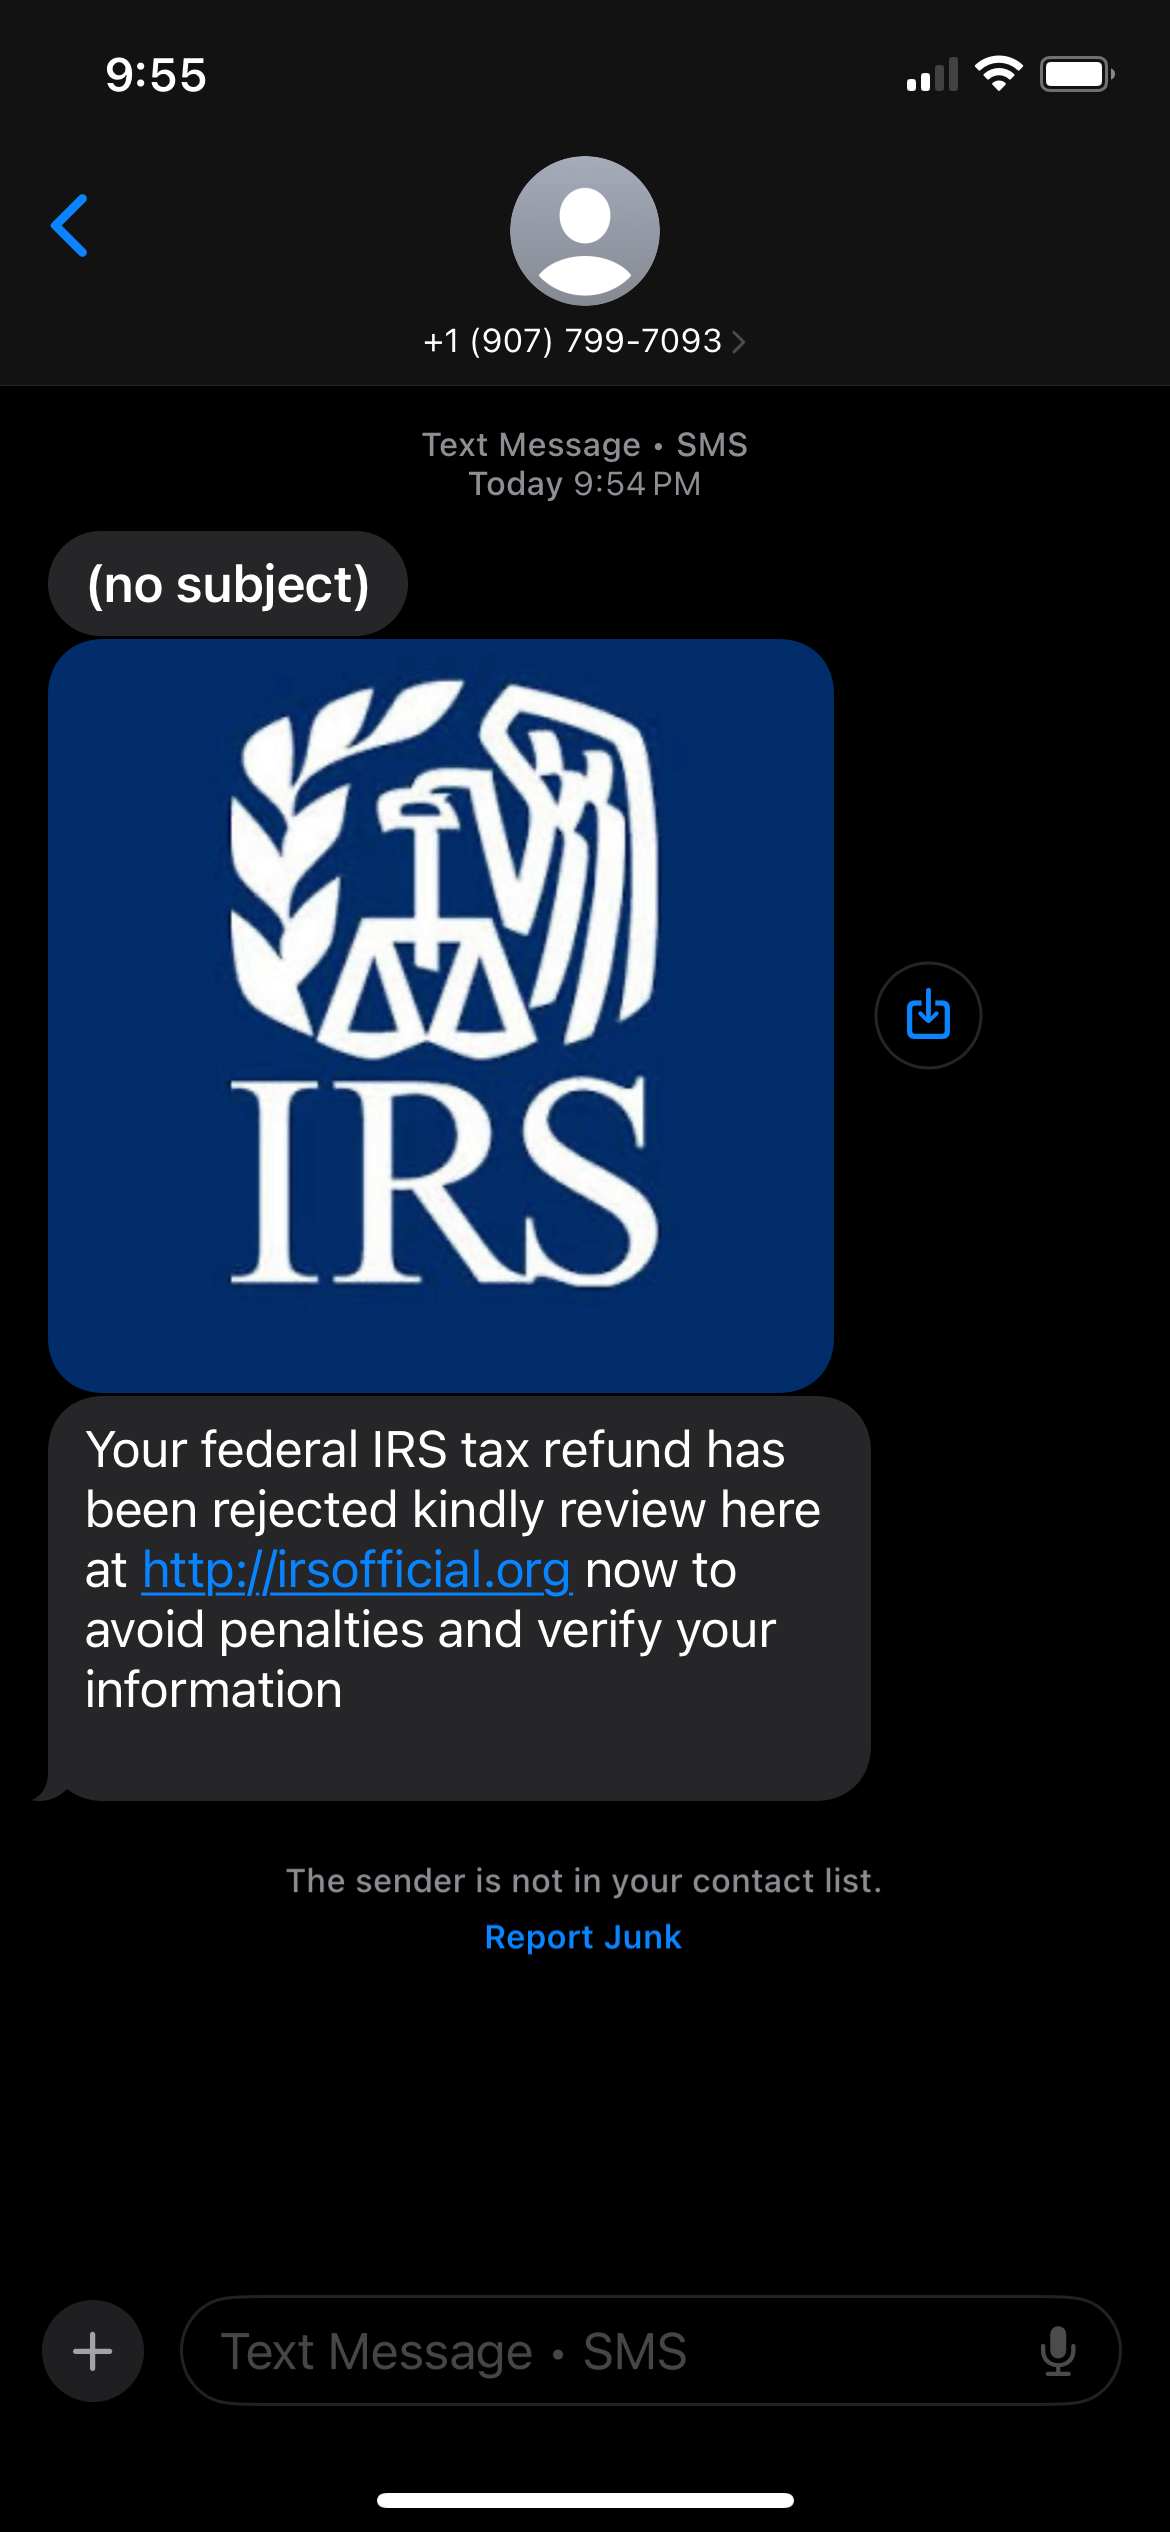 9:55
+1 (907) 799-7093
Text Message • SMS
Today 9:54 PM
(no subject)
IRS
Your federal IRS tax refund has
been rejected kindly review here
at http://irsofficial.org now to
avoid penalties and verify your
information
The sender is not in your contact list.
Report Junk
Text Message • SMS